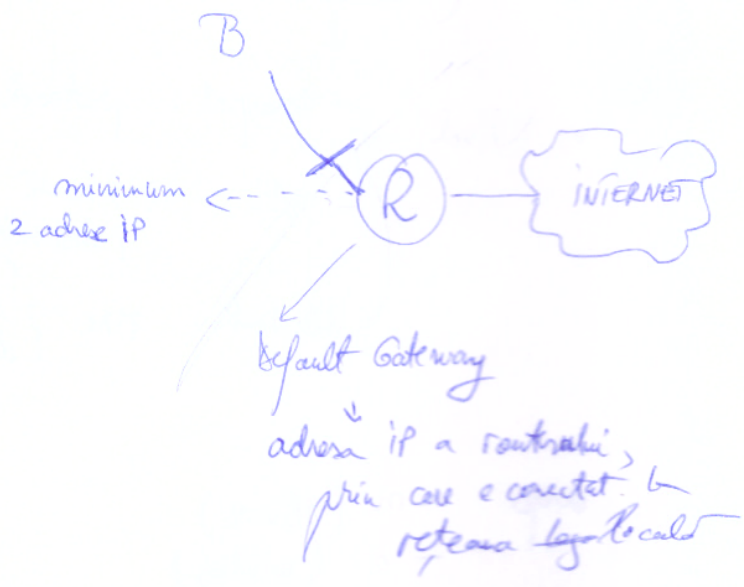 B
R
INTERNET
minimum
2 adrese IP
Default Gateway
adresa IP a routerului,
prin care e conectat la
rețeaua locală